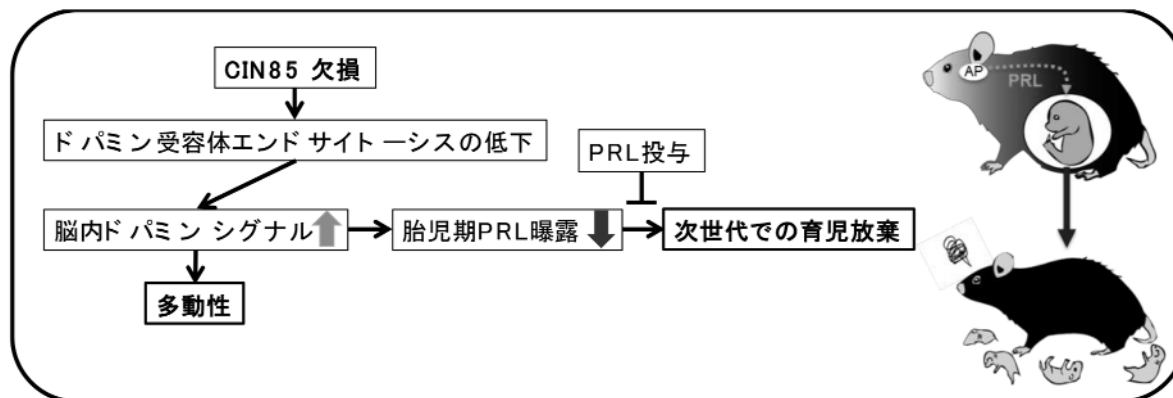 CIN85 欠損
ドパミン受容体エンドサイトーシスの低下
PRL投与
脳内ドパミン シグナル
胎児期PRL曝露
次世代での育児放棄
多動性
AP
PRL